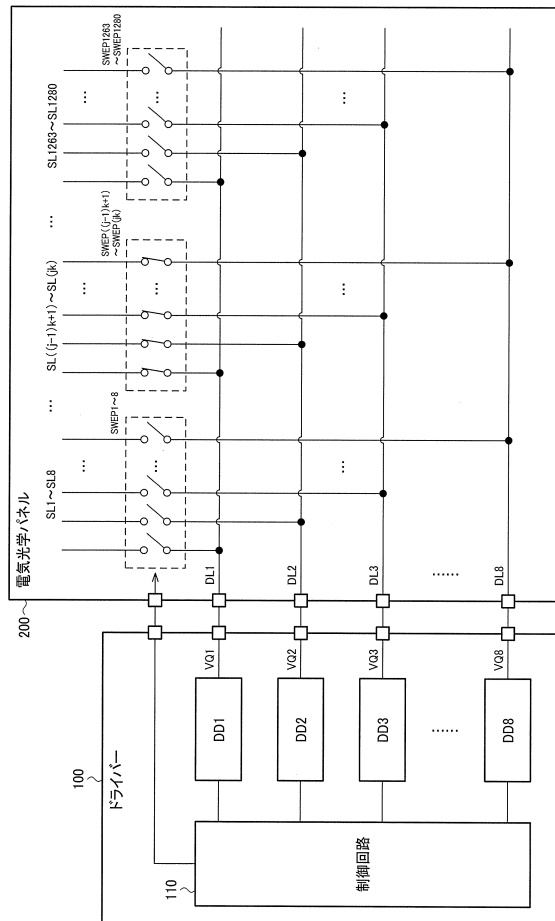 100
ドライバー
110
制御回路
DD1
DD2
DD3
……
DD8
VQ1
VQ2
VQ3
VQ8
200
電気光学パネル
DL1
DL2
DL3
……
DL8
SL1～SL8
…
SL((j-1)k+1)～SL(jk)
…
SL1263～SL1280
…
…
…
SWEP1～8
SWEP((j-1)k+1)
～SWEP(jk)
SWEP1263
～SWEP1280
…
…
…
…
…
…